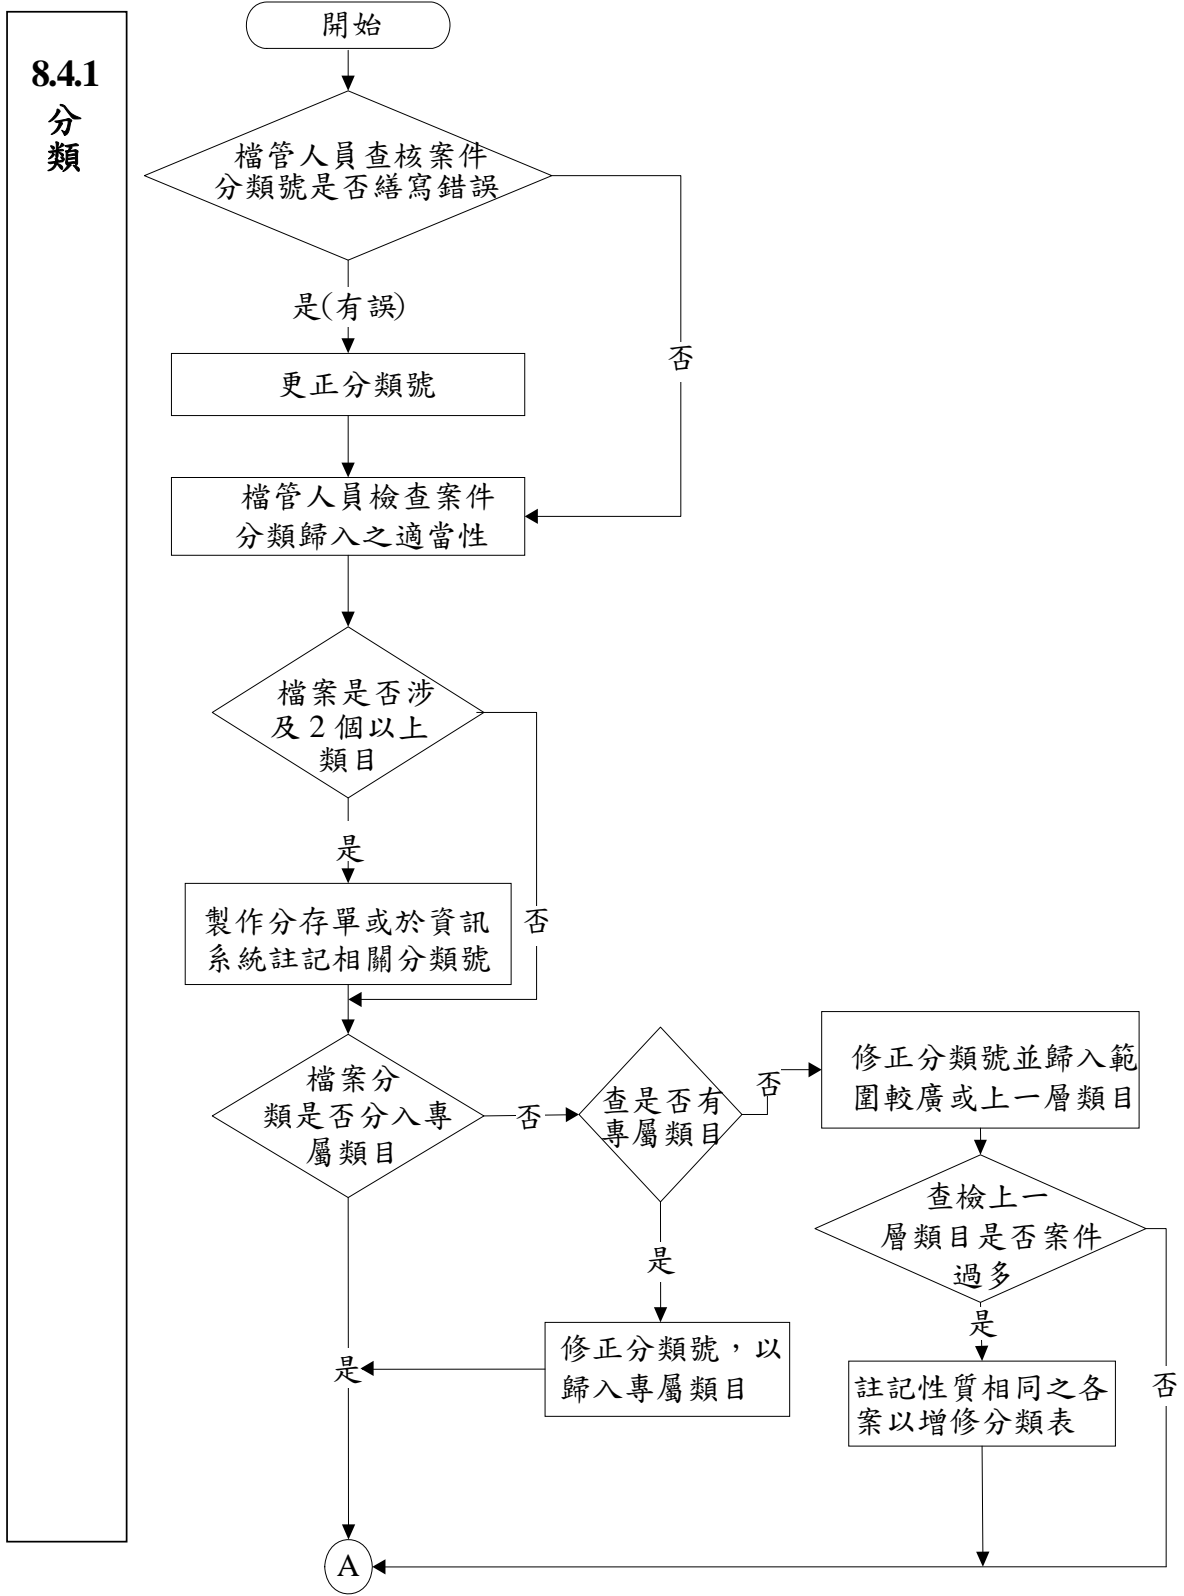 8.4.1
分
類
開始
檔管人員查核案件
分類號是否繕寫錯誤
是(有誤)
否
更正分類號
檔管人員檢查案件
分類歸入之適當性
檔案是否涉
及 2 個以上
類目
是
否
製作分存單或於資訊
系統註記相關分類號
檔案分
類是否分入專
屬類目
否
查是否有
專屬類目
否
修正分類號並歸入範
圍較廣或上一層類目
查檢上一
層類目是否案件
過多
是
是
修正分類號，以
歸入專屬類目
是
註記性質相同之各
案以增修分類表
否
A